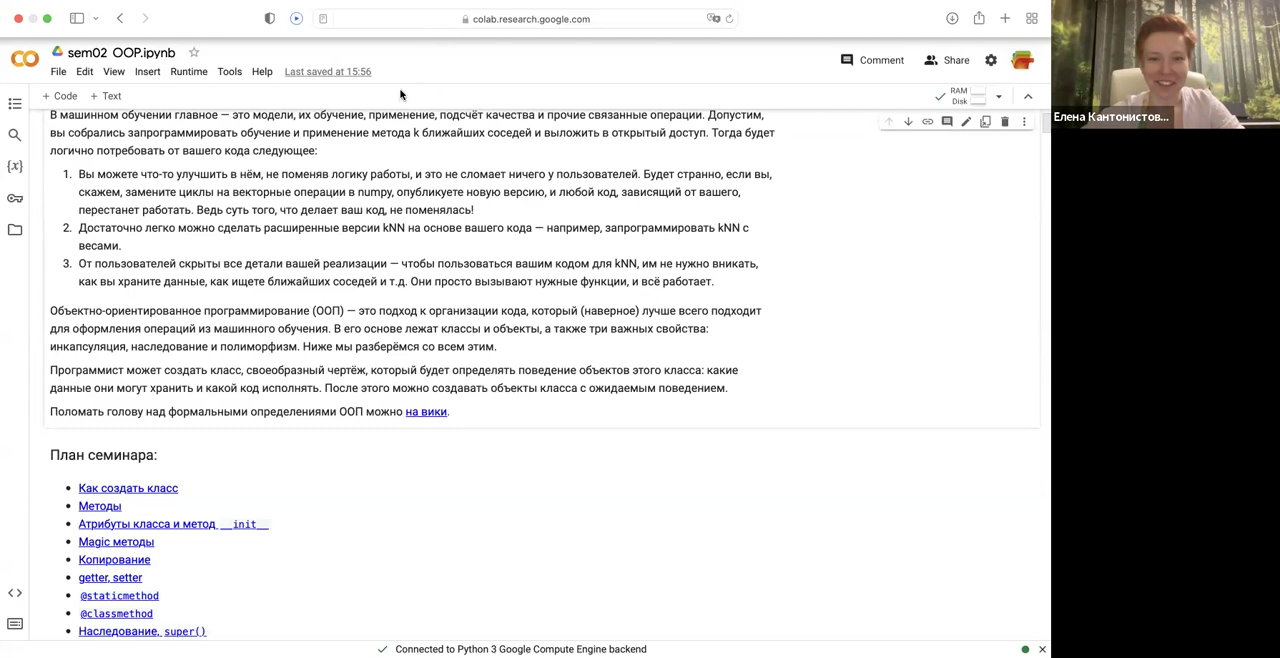 colab.research.google.com
sem02_OOP.ipynb
File Edit View Insert Runtime Tools Help Last saved at 15:56
Comment Share
+ Code + Text
RAM
Disk
В машинном обучении главное — это модели, их обучение, применение, подсчёт качества и прочие связанные операции. Допустим,
вы собрались запрограммировать обучение и применение метода k ближайших соседей и выложить в открытый доступ. Тогда будет
логично потребовать от вашего кода следующее:
1. Вы можете что-то улучшить в нём, не поменяв логику работы, и это не сломает ничего у пользователей. Будет странно, если вы,
скажем, замените циклы на векторные операции в numpy, опубликуете новую версию, и любой код, зависящий от вашего,
перестанет работать. Ведь суть того, что делает ваш код, не поменялась!
2. Достаточно легко можно сделать расширенные версии kNN на основе вашего кода — например, запрограммировать kNN с
весами.
3. От пользователей скрыты все детали вашей реализации — чтобы пользоваться вашим кодом для kNN, им не нужно вникать,
как вы храните данные, как ищете ближайших соседей и т.д. Они просто вызывают нужные функции, и всё работает.
Объектно-ориентированное программирование (ООП) — это подход к организации кода, который (наверное) лучше всего подходит
для оформления операций из машинного обучения. В его основе лежат классы и объекты, а также три важных свойства:
инкапсуляция, наследование и полиморфизм. Ниже мы разберёмся со всем этим.
Программист может создать класс, своеобразный чертёж, который будет определять поведение объектов этого класса: какие
данные они могут хранить и какой код исполнять. После этого можно создавать объекты класса с ожидаемым поведением.
Поломать голову над формальными определениями ООП можно на вики.
План семинара:
• Как создать класс
• Методы
• Атрибуты класса и метод __init__
• Magic методы
• Копирование
• getter, setter
• @staticmethod
• @classmethod
• Наследование, super()
Connected to Python 3 Google Compute Engine backend
Елена Кантонистов...